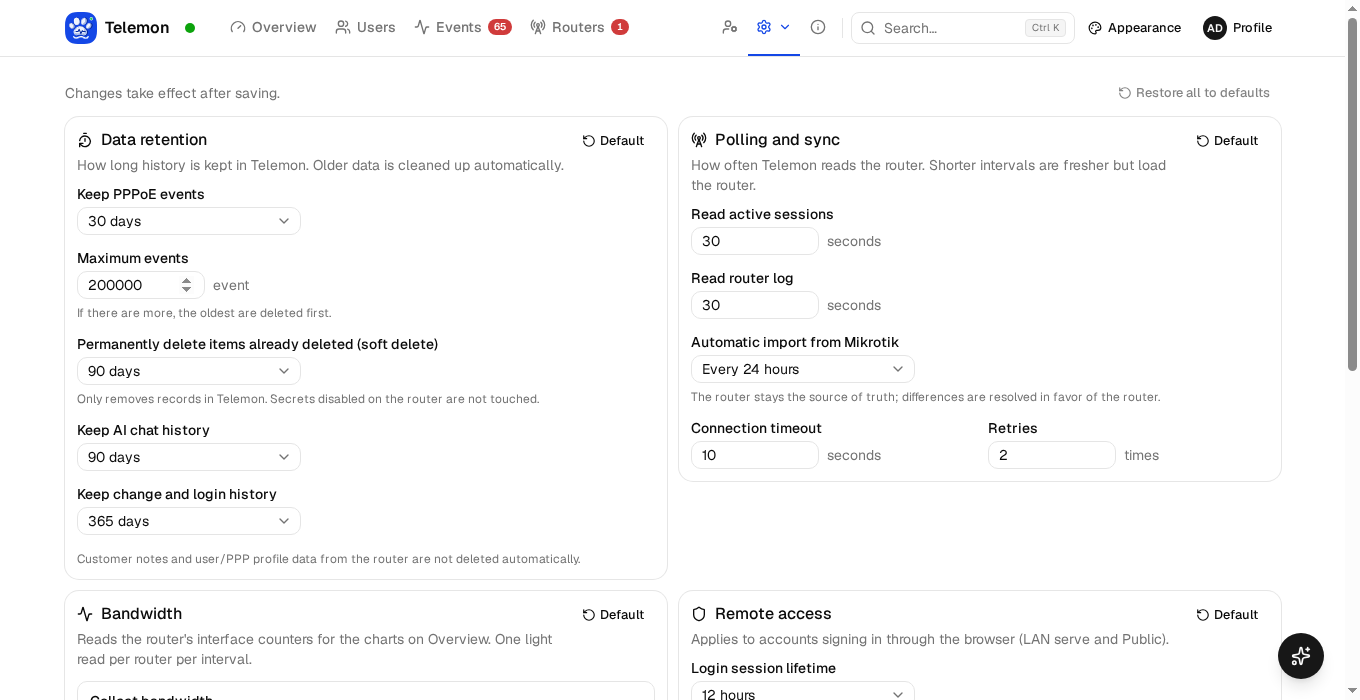 Telemon
Overview
Users
Events 65
Routers 1
Search...
Ctrl K
Appearance
AD Profile
Changes take effect after saving.
Restore all to defaults
Data retention
Default
How long history is kept in Telemon. Older data is cleaned up automatically.
Keep PPPoE events
30 days
Maximum events
200000 event
If there are more, the oldest are deleted first.
Permanently delete items already deleted (soft delete)
90 days
Only removes records in Telemon. Secrets disabled on the router are not touched.
Keep AI chat history
90 days
Keep change and login history
365 days
Customer notes and user/PPP profile data from the router are not deleted automatically.
Polling and sync
Default
How often Telemon reads the router. Shorter intervals are fresher but load
the router.
Read active sessions
30 seconds
Read router log
30 seconds
Automatic import from Mikrotik
Every 24 hours
The router stays the source of truth; differences are resolved in favor of the router.
Connection timeout
10 seconds
Retries
2 times
Bandwidth
Default
Reads the router's interface counters for the charts on Overview. One light
read per router per interval.
Collect bandwidth
Remote access
Default
Applies to accounts signing in through the browser (LAN serve and Public).
Login session lifetime
12 hours